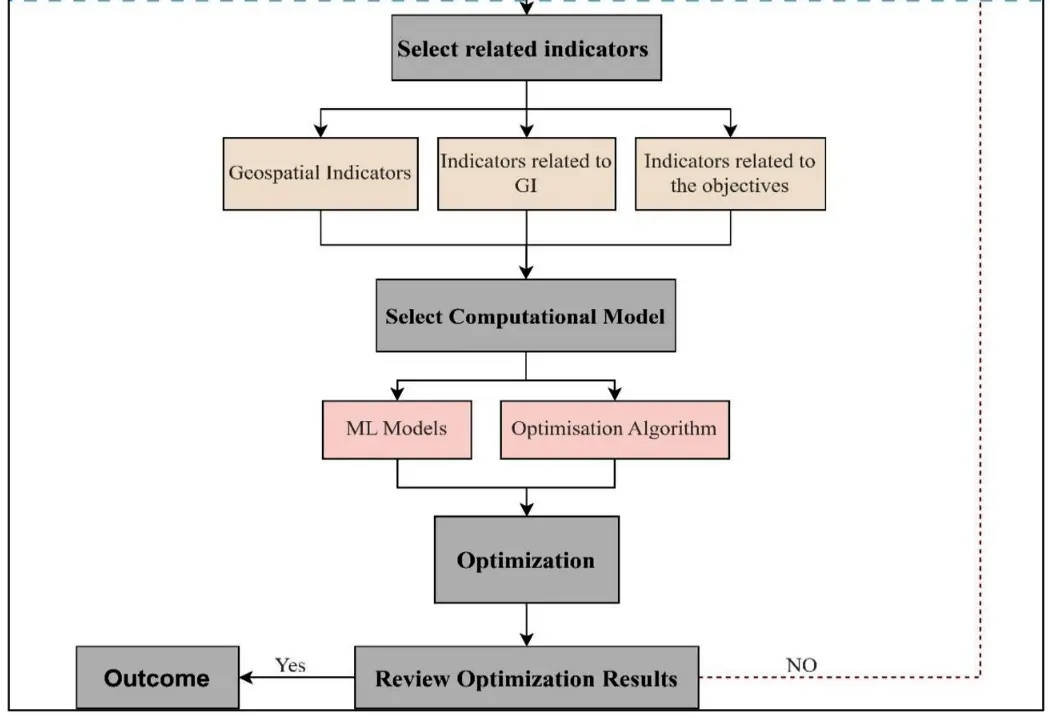 Select related indicators
Geospatial Indicators
Indicators related to
GI
Indicators related to
the objectives
Select Computational Model
ML Models
Optimisation Algorithm
Optimization
Outcome
Yes
Review Optimization Results
NO